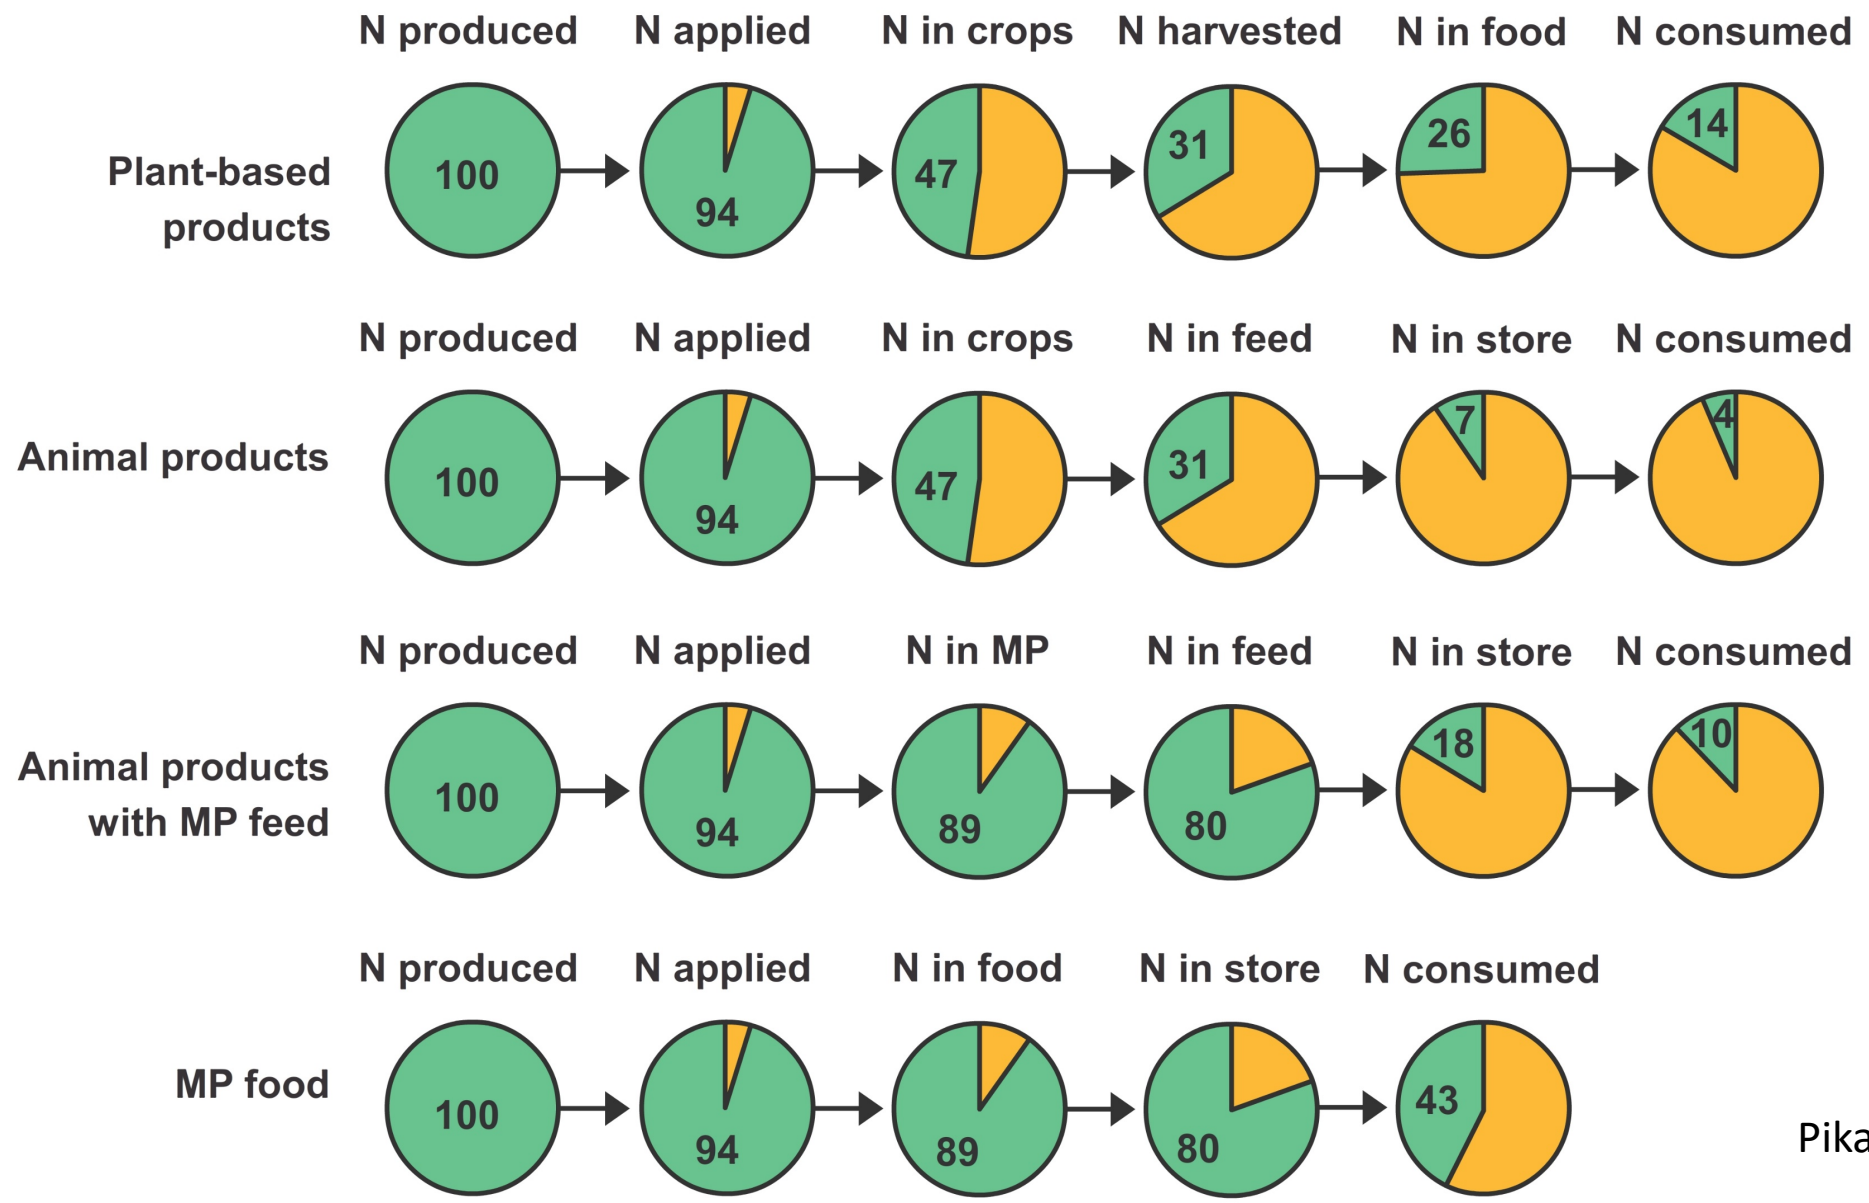 N produced N applied N in crops N harvested N in food N consumed
Plant-based
products
100 94 47 31 26 14
N produced N applied N in crops N in feed N in store N consumed
Animal products
100 94 47 31 7 4
N produced N applied N in MP N in feed N in store N consumed
Animal products
with MP feed
100 94 89 80 18 10
N produced N applied N in food N in store N consumed
MP food
100 94 89 80 43
Pika